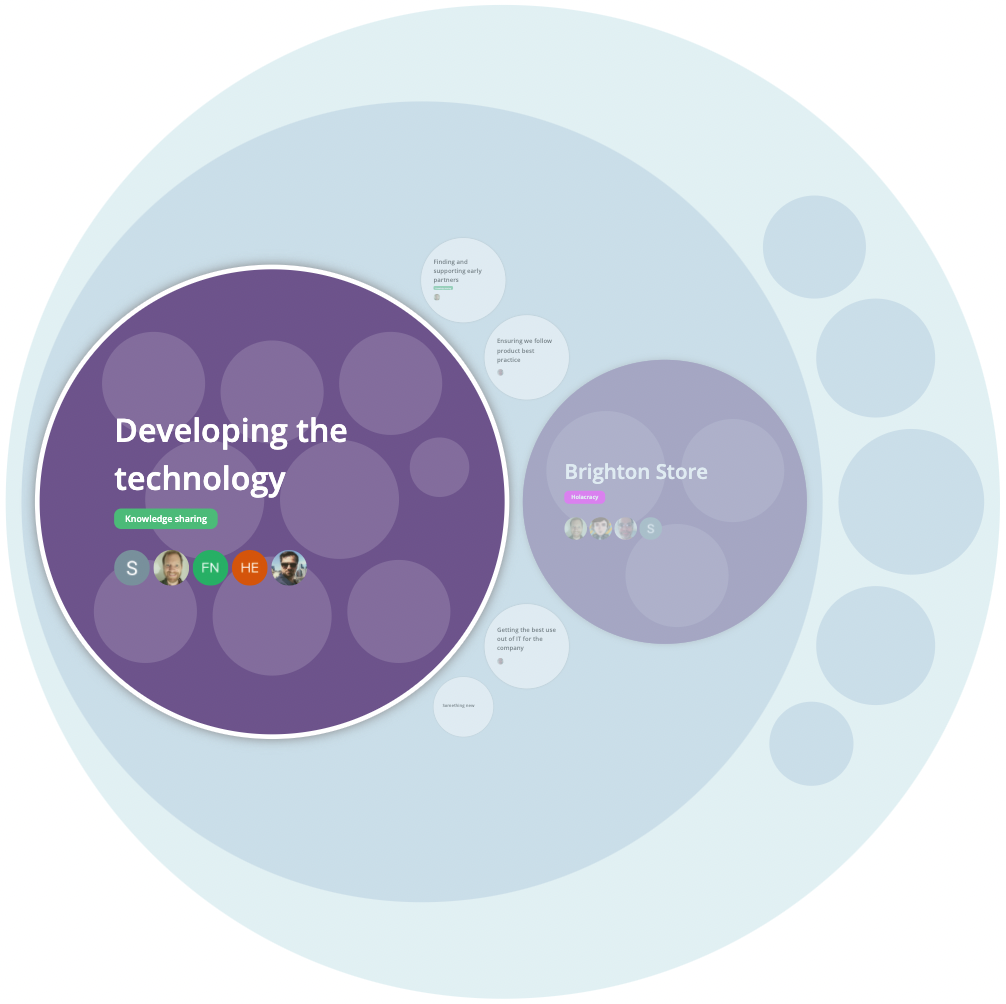 Finding and
supporting early
partners
Ensuring we follow
product best
practice
Developing the
technology
Knowledge sharing
S
FN
HE
Brighton Store
Holacracy
S
Getting the best use
out of IT for the
company
Something new